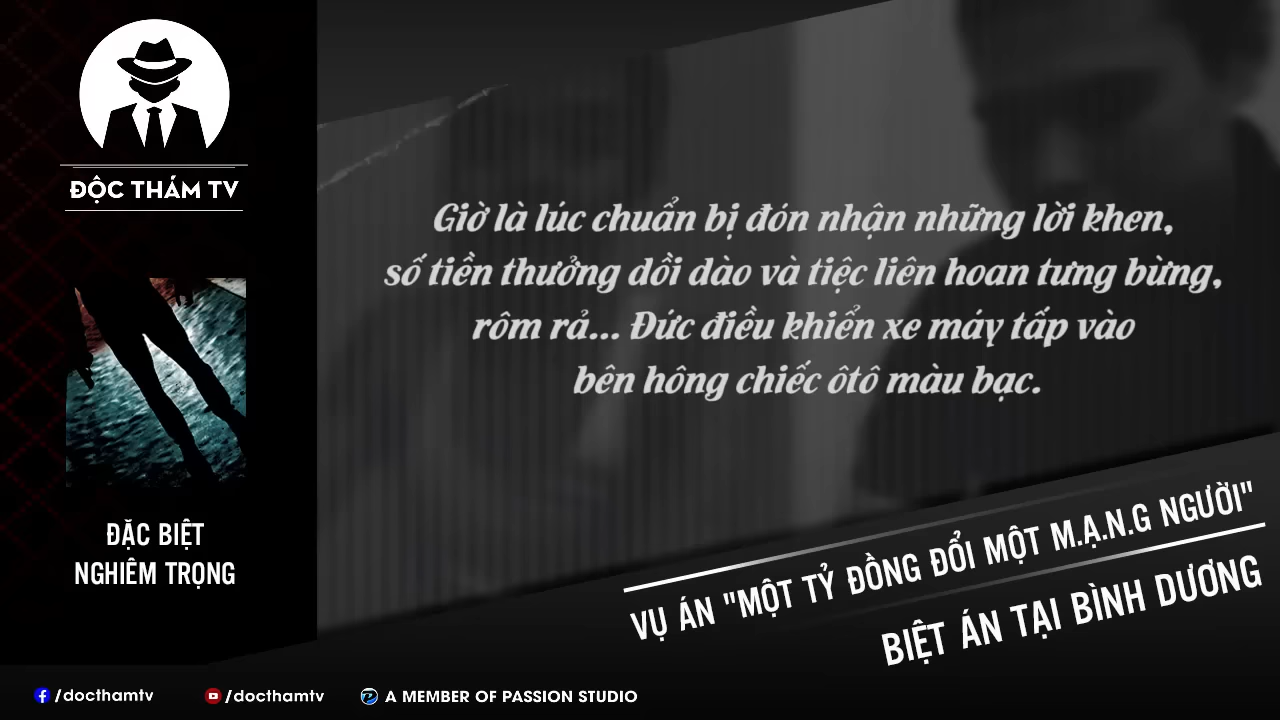 ĐỘC THÁM TV
ĐẶC BIỆT
NGHIÊM TRỌNG
Giờ là lúc chuẩn bị đón nhận những lời khen,
số tiền thưởng dồi dào và tiệc liên hoan tưng bừng,
rôm rả... Đức điều khiển xe máy tấp vào
bên hông chiếc ôtô màu bạc.
VỤ ÁN "MỘT TỶ ĐỒNG ĐỔI MỘT M.Ạ.N.G NGƯỜI"
BIỆT ÁN TẠI BÌNH DƯƠNG
/docthamtv
/docthamtv
A MEMBER OF PASSION STUDIO